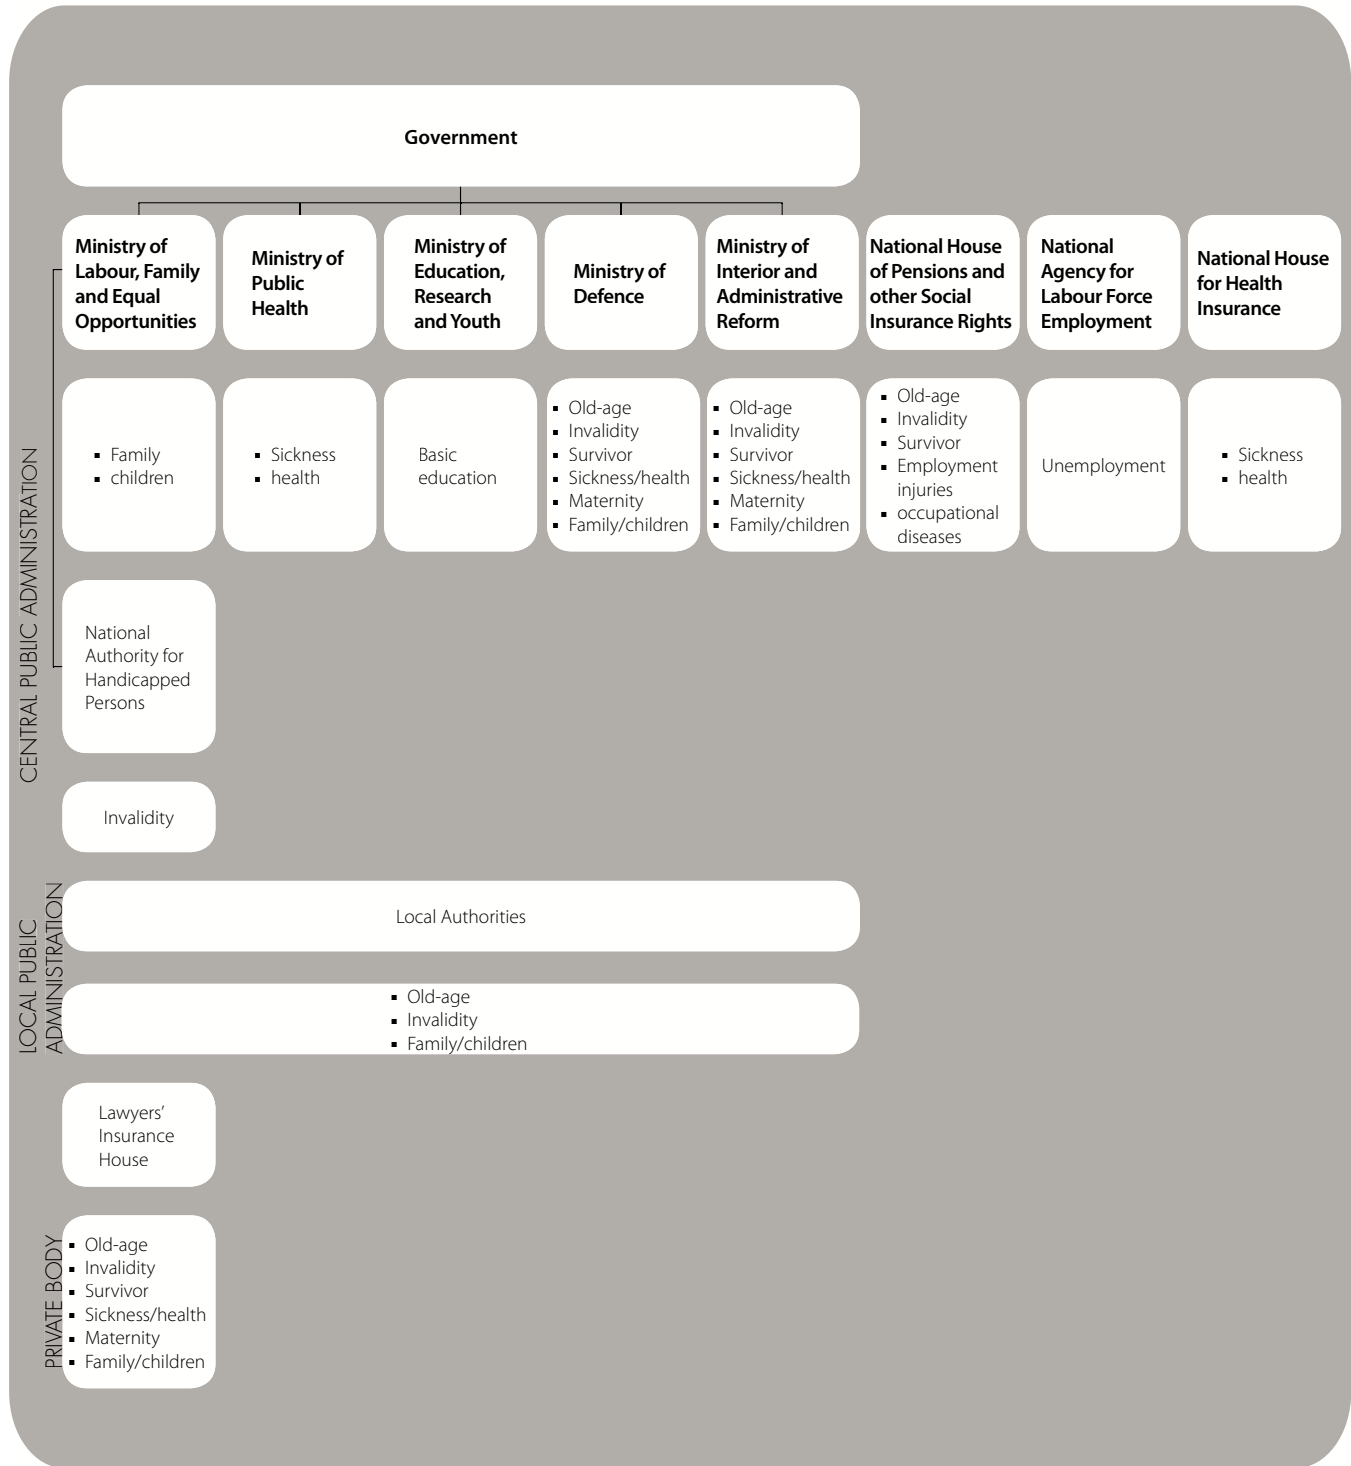 Government
Ministry of
Labour, Family
and Equal
Opportunities
Ministry of
Public
Health
Ministry of
Education,
Research
and Youth
Ministry of
Defence
Ministry of
Interior and
Administrative
Reform
National House
of Pensions and
other Social
Insurance Rights
National
Agency for
Labour Force
Employment
National House
for Health
Insurance
CENTRAL PUBLIC ADMINISTRATION
▪ Family
▪ children
▪ Sickness
▪ health
Basic
education
▪ Old-age
▪ Invalidity
▪ Survivor
▪ Sickness/health
▪ Maternity
▪ Family/children
▪ Old-age
▪ Invalidity
▪ Survivor
▪ Sickness/health
▪ Maternity
▪ Family/children
▪ Old-age
▪ Invalidity
▪ Survivor
▪ Employment
injuries
▪ occupational
diseases
Unemployment
▪ Sickness
▪ health
National
Authority for
Handicapped
Persons
Invalidity
LOCAL PUBLIC
ADMINISTRATION
Local Authorities
▪ Old-age
▪ Invalidity
▪ Family/children
Lawyers’
Insurance
House
PRIVATE BODY
▪ Old-age
▪ Invalidity
▪ Survivor
▪ Sickness/health
▪ Maternity
▪ Family/children